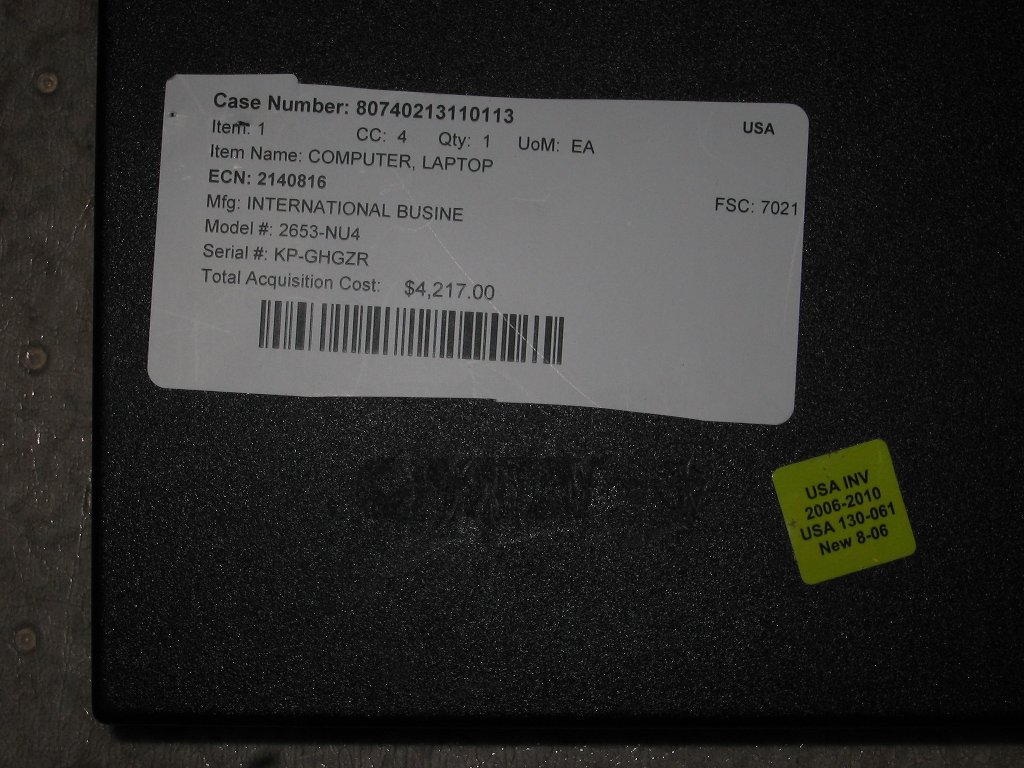 Case Number: 80740213110113
USA
Item: 1 CC: 4 Qty: 1 UoM: EA
Item Name: COMPUTER, LAPTOP
ECN: 2140816
Mfg: INTERNATIONAL BUSINE
FSC: 7021
Model #: 2653-NU4
Serial #: KP-GHGZR
Total Acquisition Cost: $4,217.00
USA INV
2006-2010
USA 130-061
New 8-06